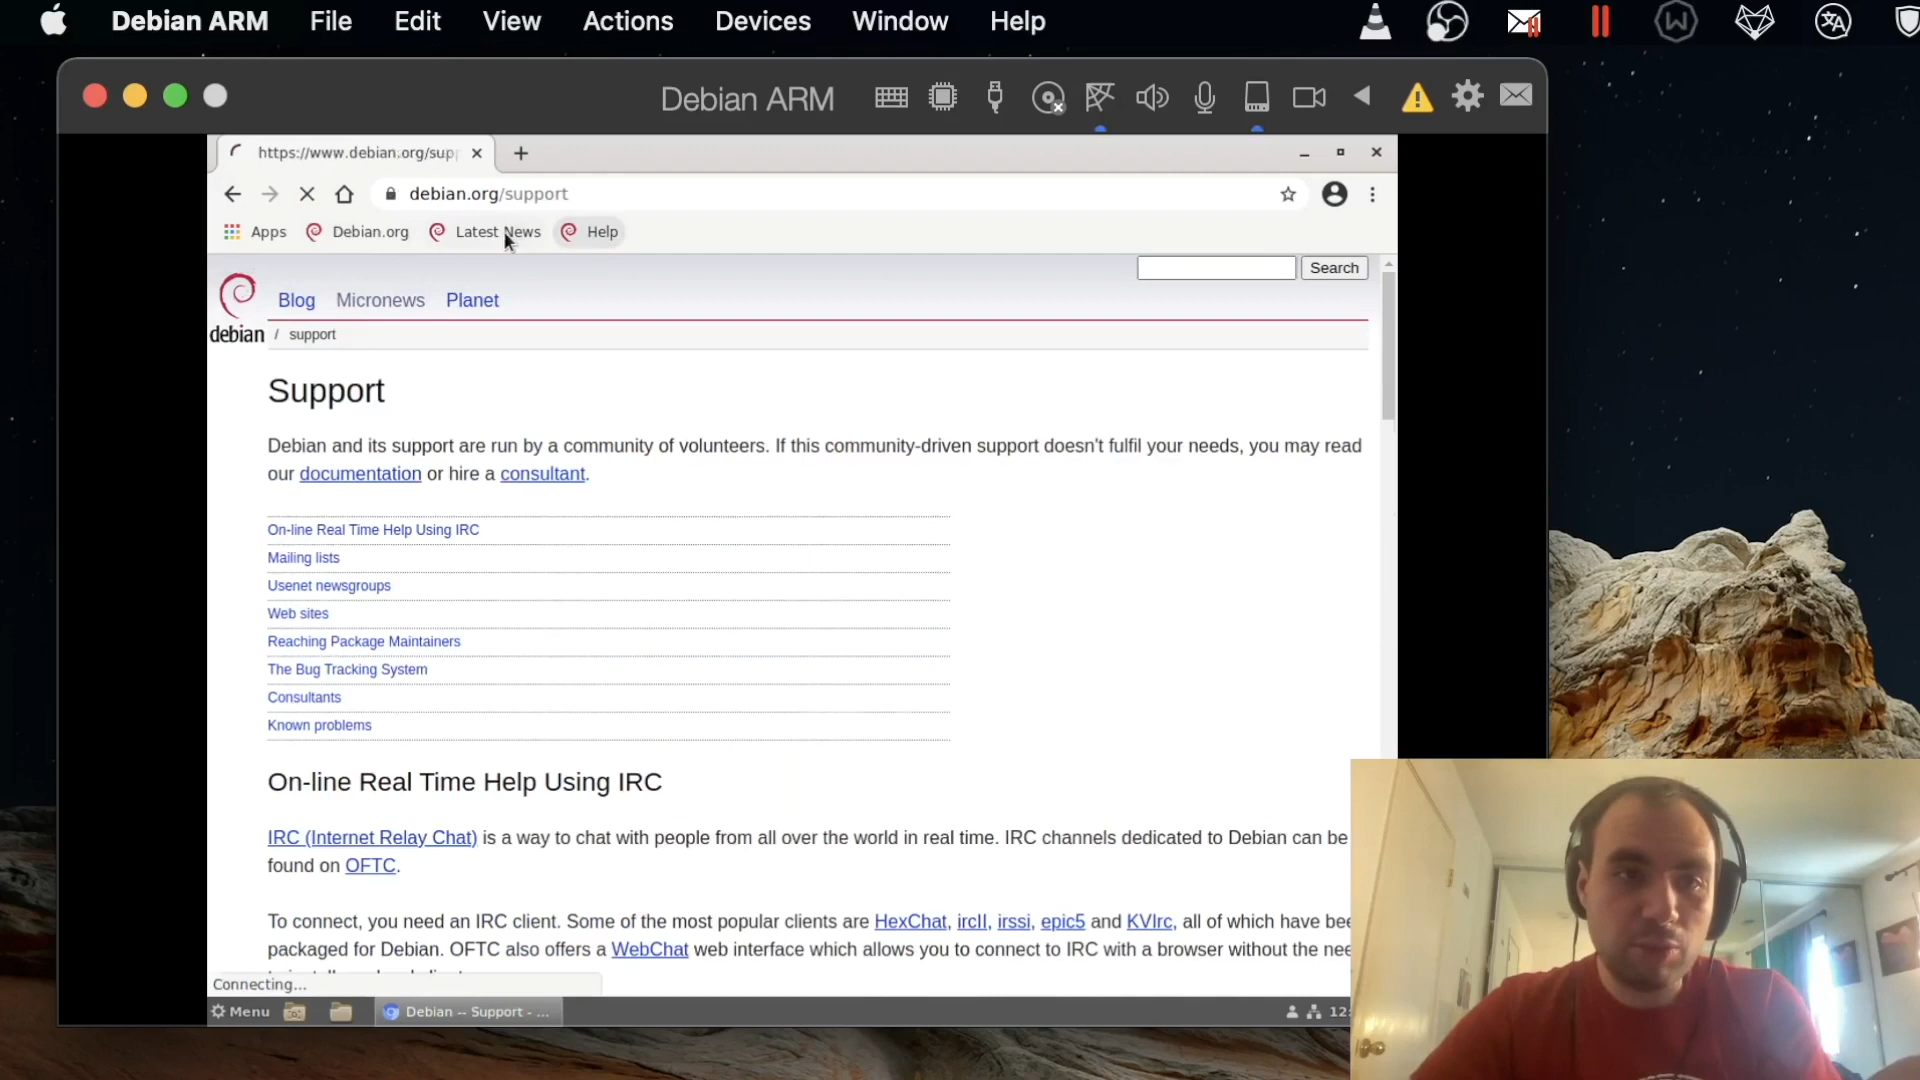 Debian ARM File Edit View Actions Devices Window Help
Debian ARM
https://www.debian.org/sup
debian.org/support
Apps Debian.org Latest News Help
Search
Blog Micronews Planet
debian / support
Support
Debian and its support are run by a community of volunteers. If this community-driven support doesn't fulfil your needs, you may read
our documentation or hire a consultant.
On-line Real Time Help Using IRC
Mailing lists
Usenet newsgroups
Web sites
Reaching Package Maintainers
The Bug Tracking System
Consultants
Known problems
On-line Real Time Help Using IRC
IRC (Internet Relay Chat) is a way to chat with people from all over the world in real time. IRC channels dedicated to Debian can be
found on OFTC.
To connect, you need an IRC client. Some of the most popular clients are HexChat, ircII, irssi, epic5 and KVIrc, all of which have bee
packaged for Debian. OFTC also offers a WebChat web interface which allows you to connect to IRC with a browser without the nee
Connecting...
Menu Debian -- Support - ... 12: